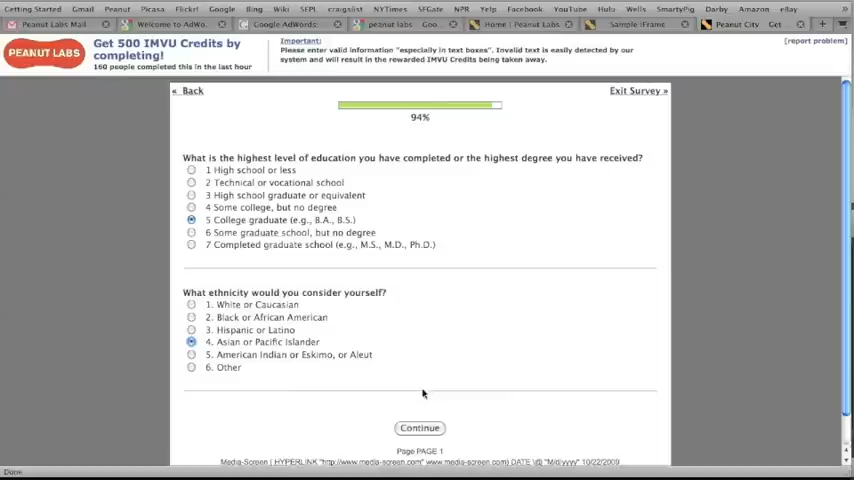 Getting Started Gmail Peanut Picasa Flickr! Google Bing Wiki SFPL craigslist NYTimes SFGate NPR Yelp Facebook YouTube Hulu Wells SmartyPig Darby Amazon eBay
Peanut Labs Mail Welcome to AdWo... Google AdWords: peanut labs - Goo... Home | Peanut Labs Sample iFrame Peanut City - Get
PEANUT LABS
Get 500 IMVU Credits by
completing!
160 people completed this in the last hour
Important:
Please enter valid information "especially in text boxes". Invalid text is easily detected by our
system and will result in the rewarded IMVU Credits being taken away.
[report problem]
« Back
Exit Survey »
94%
What is the highest level of education you have completed or the highest degree you have received?
1 High school or less
2 Technical or vocational school
3 High school graduate or equivalent
4 Some college, but no degree
5 College graduate (e.g., B.A., B.S.)
6 Some graduate school, but no degree
7 Completed graduate school (e.g., M.S., M.D., Ph.D.)
What ethnicity would you consider yourself?
1. White or Caucasian
2. Black or African American
3. Hispanic or Latino
4. Asian or Pacific Islander
5. American Indian or Eskimo, or Aleut
6. Other
Continue
Page PAGE 1
Media-Screen | HYPERLINK "http://www.media-screen.com" www.media-screen.com) DATE \@ "M/d/yyyy" 10/22/2009
Done